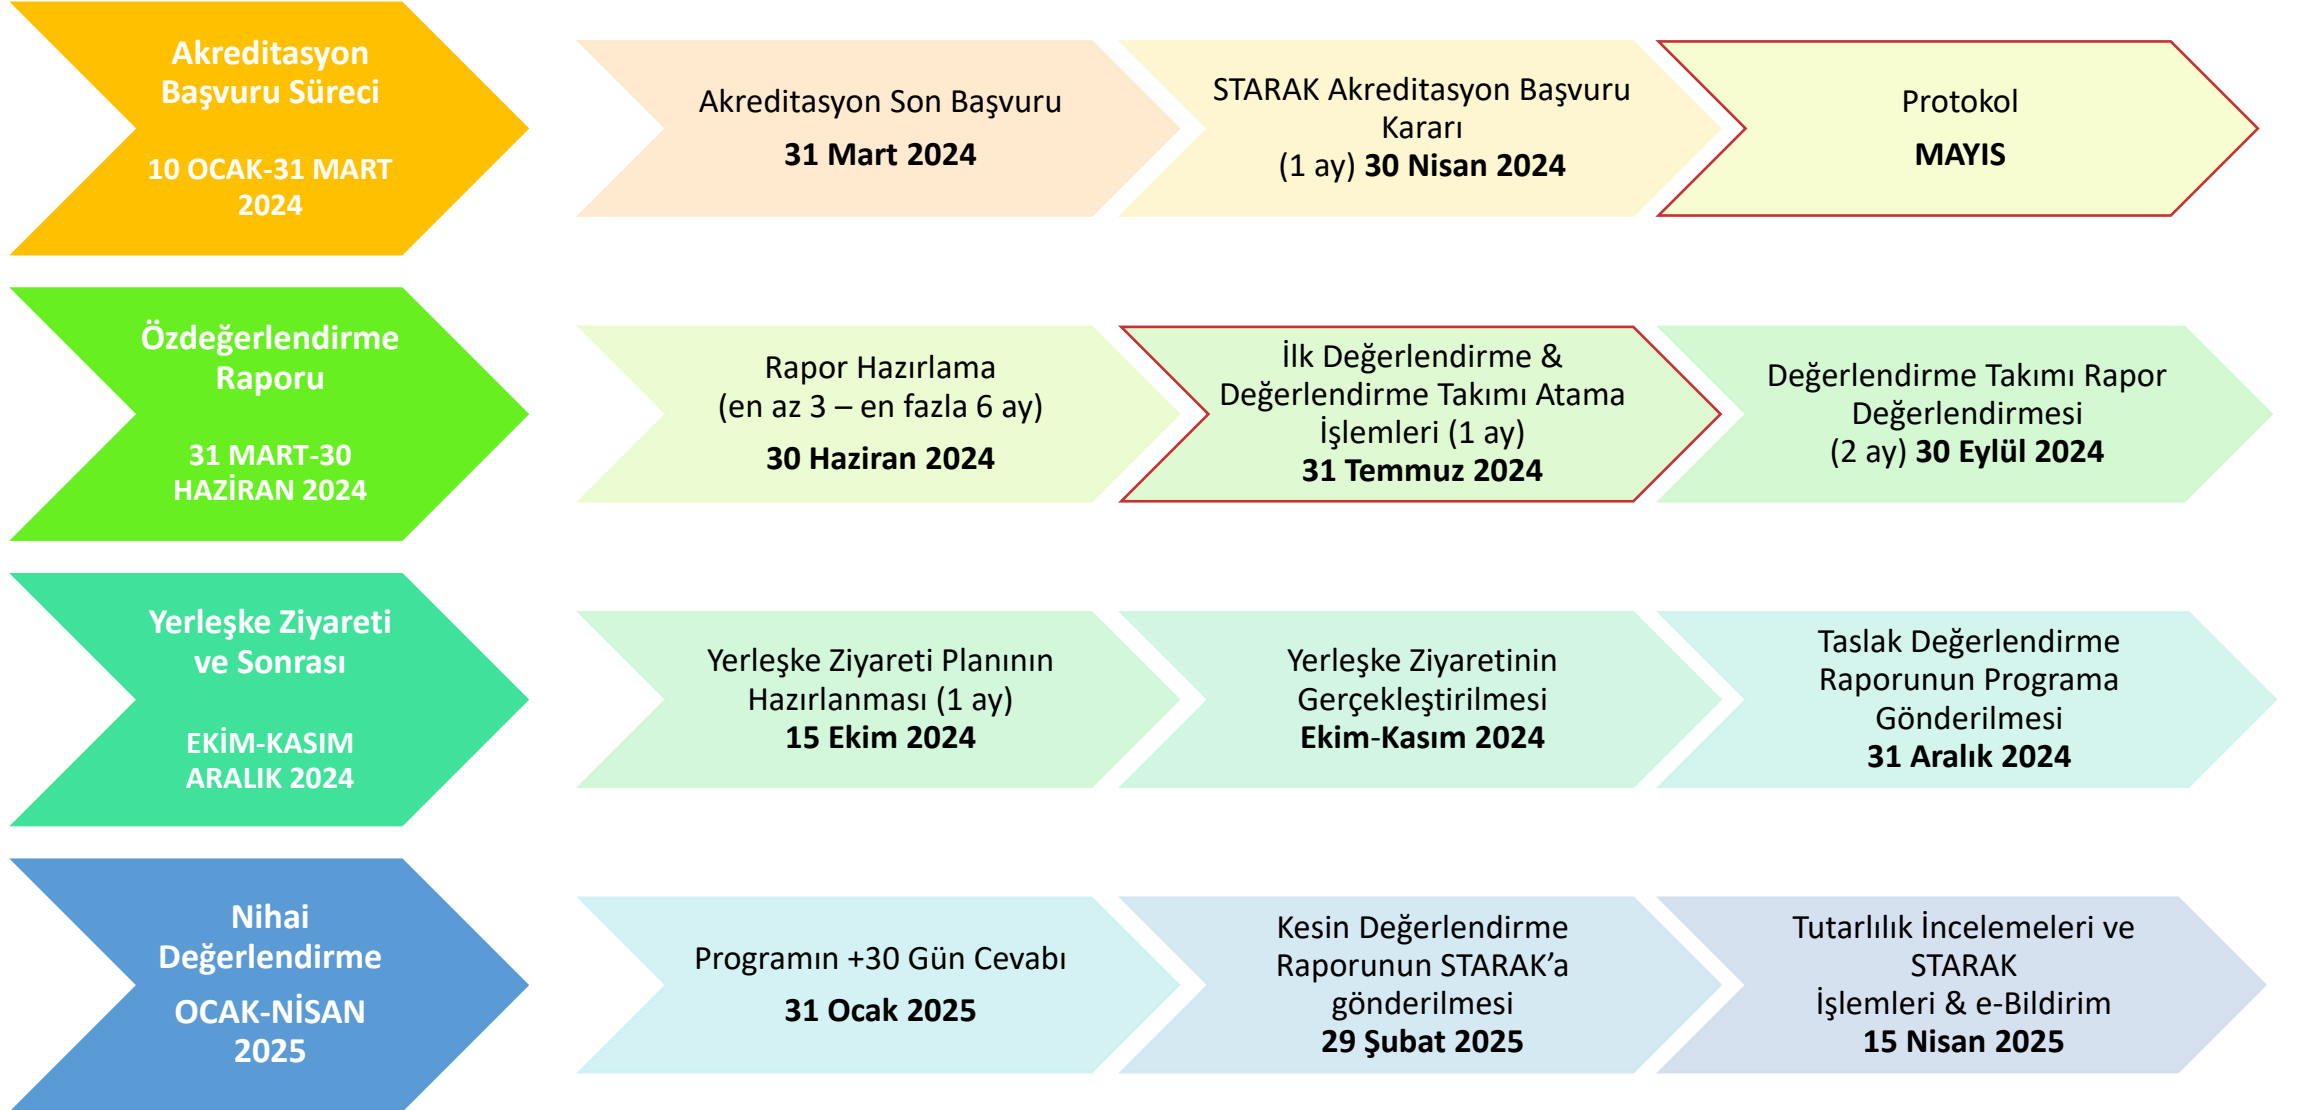 Akreditasyon
Başvuru Süreci
10 OCAK-31 MART
2024
Akreditasyon Son Başvuru
31 Mart 2024
STARAK Akreditasyon Başvuru
Kararı
(1 ay) 30 Nisan 2024
Protokol
MAYIS
Özdeğerlendirme
Raporu
31 MART-30
HAZİRAN 2024
Rapor Hazırlama
(en az 3 – en fazla 6 ay)
30 Haziran 2024
İlk Değerlendirme &
Değerlendirme Takımı Atama
İşlemleri (1 ay)
31 Temmuz 2024
Değerlendirme Takımı Rapor
Değerlendirmesi
(2 ay) 30 Eylül 2024
Yerleşke Ziyareti
ve Sonrası
EKİM-KASIM
ARALIK 2024
Yerleşke Ziyareti Planının
Hazırlanması (1 ay)
15 Ekim 2024
Yerleşke Ziyaretinin
Gerçekleştirilmesi
Ekim-Kasım 2024
Taslak Değerlendirme
Raporunun Programa
Gönderilmesi
31 Aralık 2024
Nihai
Değerlendirme
OCAK-NİSAN
2025
Programın +30 Gün Cevabı
31 Ocak 2025
Kesin Değerlendirme
Raporunun STARAK’a
gönderilmesi
29 Şubat 2025
Tutarlılık İncelemeleri ve
STARAK
İşlemleri & e-Bildirim
15 Nisan 2025